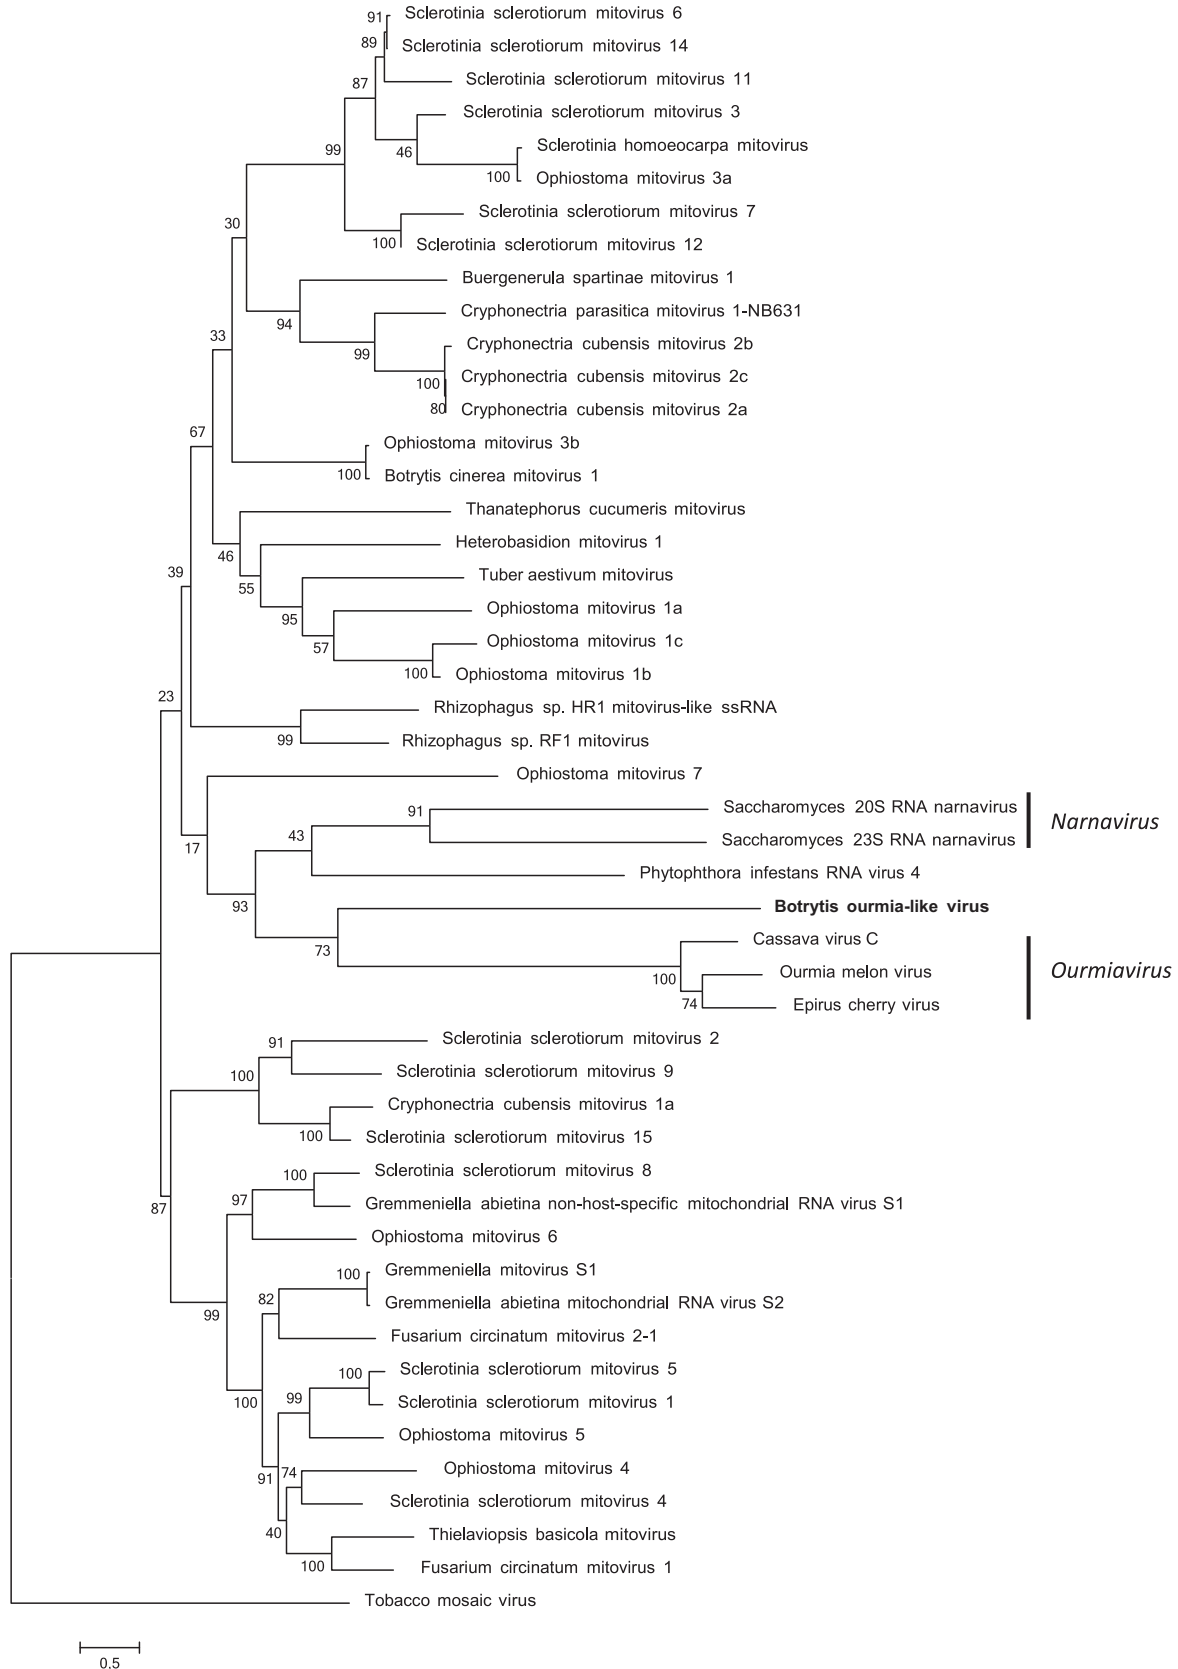 91
Sclerotinia sclerotiorum mitovirus 6
89
Sclerotinia sclerotiorum mitovirus 14
Sclerotinia sclerotiorum mitovirus 11
87
Sclerotinia sclerotiorum mitovirus 3
99
46
Sclerotinia homoeocarpa mitovirus
100
Ophiostoma mitovirus 3a
Sclerotinia sclerotiorum mitovirus 7
30
100
Sclerotinia sclerotiorum mitovirus 12
Buergenerula spartinae mitovirus 1
94
Cryphonectria parasitica mitovirus 1-NB631
33
99
Cryphonectria cubensis mitovirus 2b
100
Cryphonectria cubensis mitovirus 2c
80
Cryphonectria cubensis mitovirus 2a
67
Ophiostoma mitovirus 3b
100
Botrytis cinerea mitovirus 1
Thanatephorus cucumeris mitovirus
46
Heterobasidion mitovirus 1
39
55
Tuber aestivum mitovirus
95
Ophiostoma mitovirus 1a
57
Ophiostoma mitovirus 1c
100
Ophiostoma mitovirus 1b
23
Rhizophagus sp. HR1 mitovirus-like ssRNA
99
Rhizophagus sp. RF1 mitovirus
Ophiostoma mitovirus 7
91
Saccharomyces 20S RNA narnavirus
Narnavirus
43
Saccharomyces 23S RNA narnavirus
17
Phytophthora infestans RNA virus 4
93
Botrytis ourmia-like virus
73
Cassava virus C
100
Ourmia melon virus
Ourmiavirus
74
Epirus cherry virus
91
Sclerotinia sclerotiorum mitovirus 2
100
Sclerotinia sclerotiorum mitovirus 9
Cryphonectria cubensis mitovirus 1a
100
Sclerotinia sclerotiorum mitovirus 15
100
Sclerotinia sclerotiorum mitovirus 8
87
97
Gremmeniella abietina non-host-specific mitochondrial RNA virus S1
Ophiostoma mitovirus 6
100
Gremmeniella mitovirus S1
82
Gremmeniella abietina mitochondrial RNA virus S2
99
Fusarium circinatum mitovirus 2-1
100
Sclerotinia sclerotiorum mitovirus 5
100
99
Sclerotinia sclerotiorum mitovirus 1
Ophiostoma mitovirus 5
91
74
Ophiostoma mitovirus 4
Sclerotinia sclerotiorum mitovirus 4
40
Thielaviopsis basicola mitovirus
100
Fusarium circinatum mitovirus 1
Tobacco mosaic virus
0.5